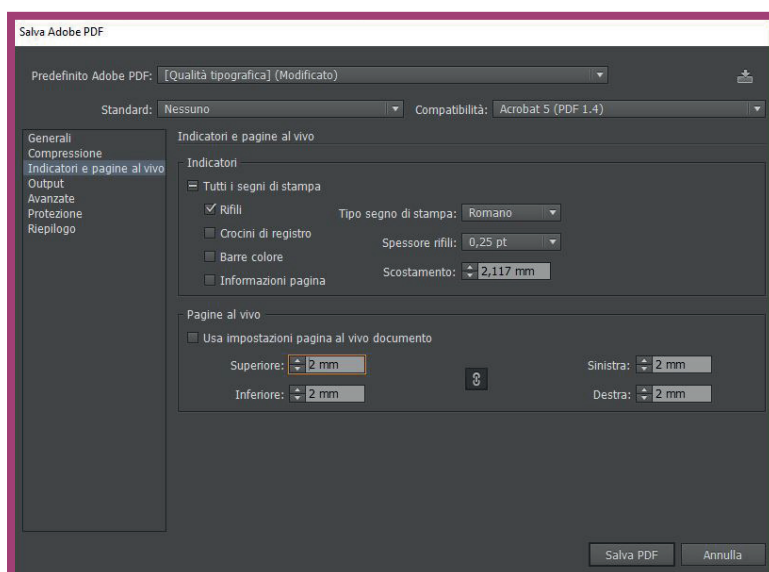 Salva Adobe PDF
Predefinito Adobe PDF: [Qualità tipografica] (Modificato)
Standard: Nessuno Compatibilità: Acrobat 5 (PDF 1.4)
Generali
Compressione
Indicatori e pagine al vivo
Output
Avanzate
Protezione
Riepilogo
Indicatori e pagine al vivo
Indicatori
Tutti i segni di stampa
Rifili
Crocini di registro
Barre colore
Informazioni pagina
Tipo segno di stampa: Romano
Spessore rifili: 0,25 pt
Scostamento: 2,117 mm
Pagine al vivo
Usa impostazioni pagina al vivo documento
Superiore: 2 mm
Inferiore: 2 mm
Sinistra: 2 mm
Destra: 2 mm
Salva PDF Annulla